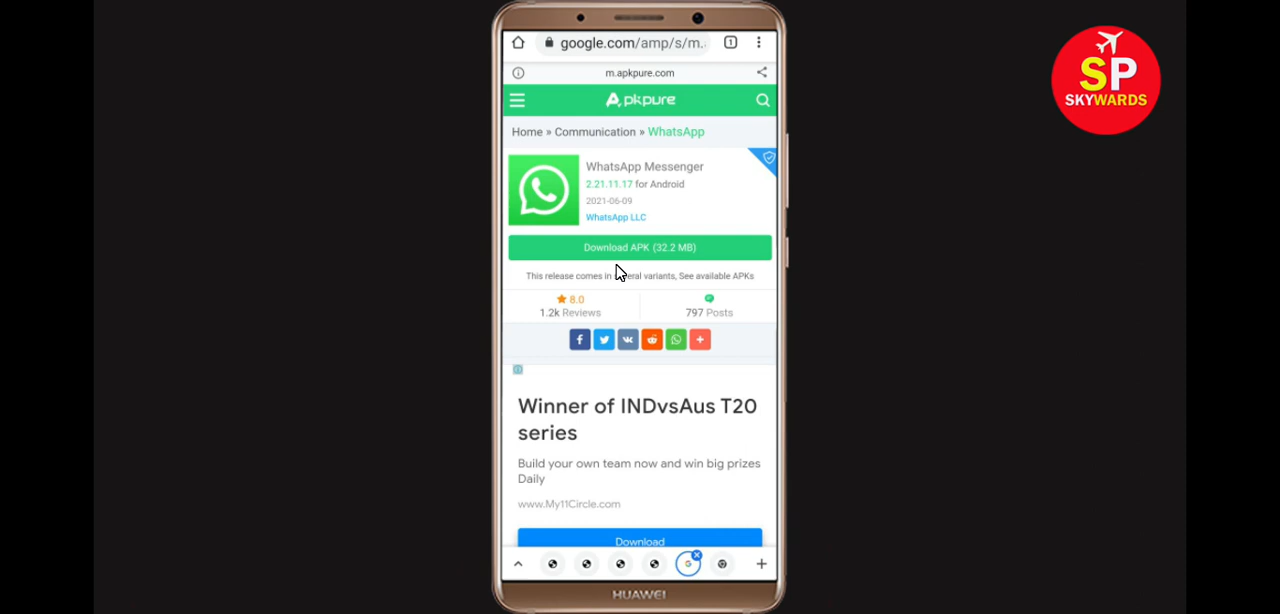 google.com/amp/s/m.
1
m.apkpure.com
Apkpure
Home » Communication » WhatsApp
WhatsApp Messenger
2.21.11.17 for Android
2021-06-09
WhatsApp LLC
Download APK (32.2 MB)
This release comes in several variants, See available APKs
8.0
1.2k Reviews
797 Posts
Winner of INDvsAus T20
series
Build your own team now and win big prizes
Daily
www.My11Circle.com
Download
HUAWEI
SP
SKYWARDS